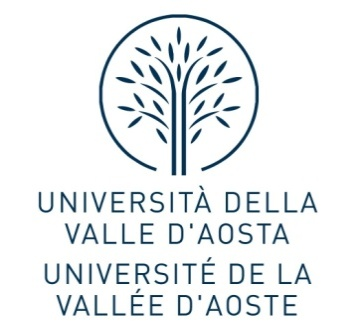 UNIVERSITÀ DELLA
VALLE D'AOSTA
UNIVERSITÉ DE LA
VALLÉE D'AOSTE